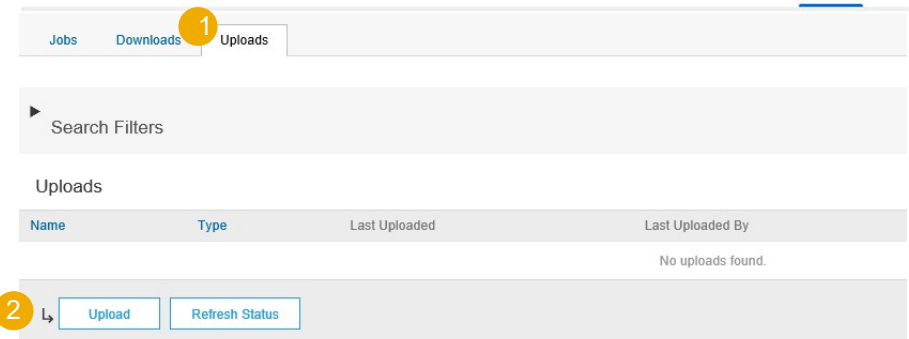 1
Jobs Downloads Uploads
Search Filters
Uploads
Name Type Last Uploaded Last Uploaded By
No uploads found.
2 Upload Refresh Status